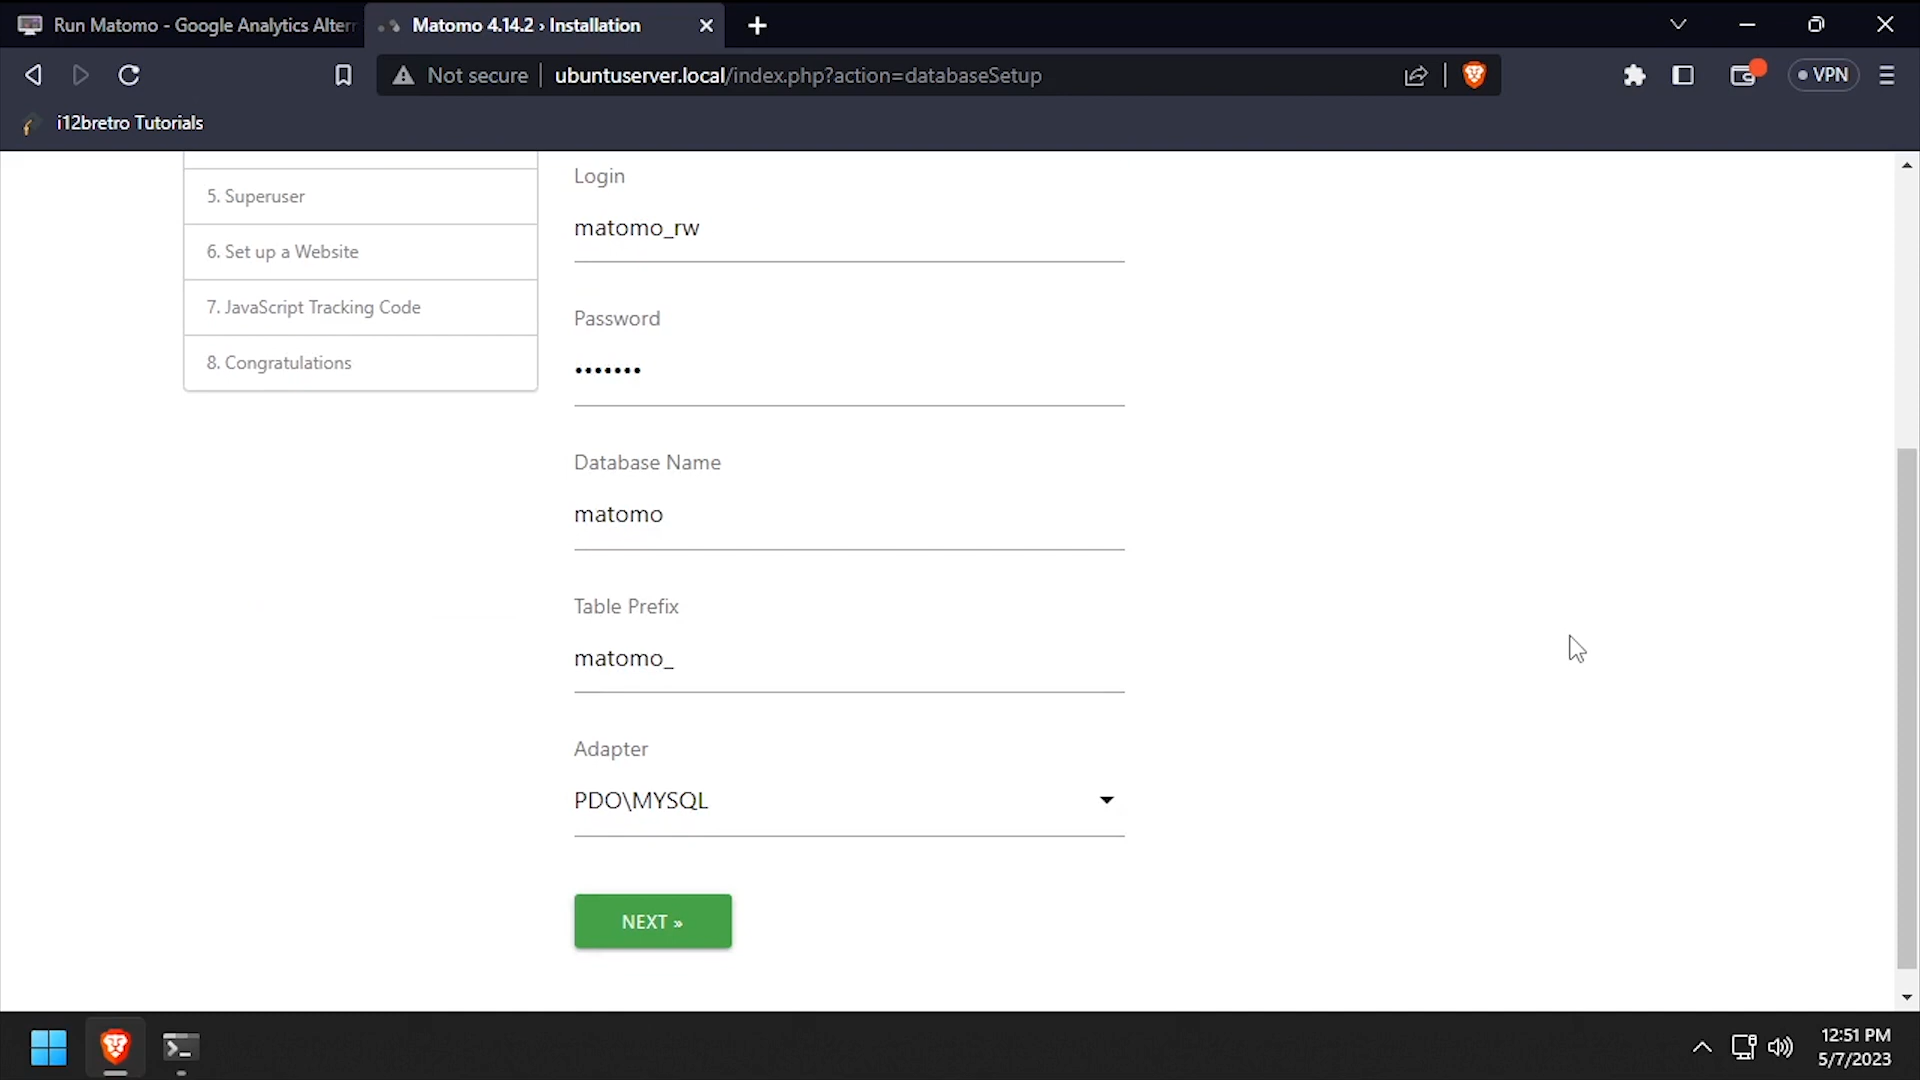 Run Matomo - Google Analytics Altern
Matomo 4.14.2 › Installation
Not secure
ubuntuserver.local/index.php?action=databaseSetup
VPN
i12bretro Tutorials
5. Superuser
6. Set up a Website
7. JavaScript Tracking Code
8. Congratulations
Login
matomo_rw
Password
•••••••
Database Name
matomo
Table Prefix
matomo_
Adapter
PDO\MYSQL
NEXT »
12:51 PM
5/7/2023